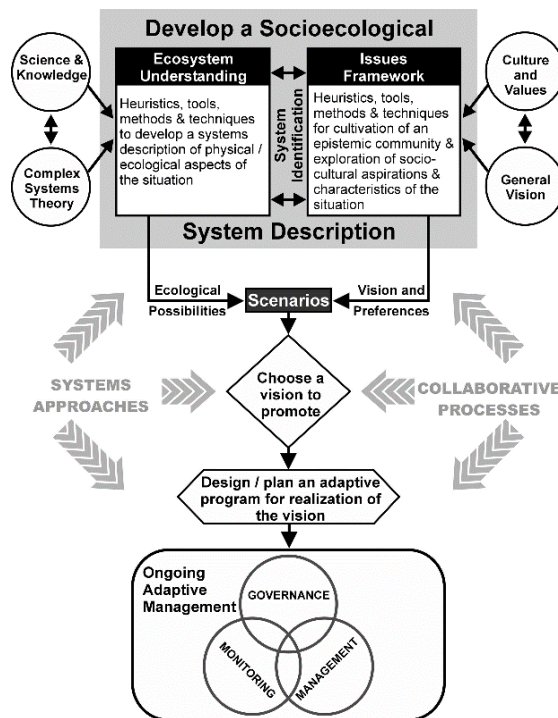 Develop a Socioecological
Science &
Knowledge
Complex
Systems
Theory
Ecosystem
Understanding
Heuristics, tools,
methods & techniques
to develop a systems
description of physical /
ecological aspects of
the situation
System
Identification
Issues
Framework
Heuristics, tools,
methods & techniques
for cultivation of an
epistemic community &
exploration of socio-
cultural aspirations &
characteristics of the
situation
Culture
and
Values
General
Vision
System Description
Ecological
Possibilities
Scenarios
Vision and
Preferences
SYSTEMS
APPROACHES
Choose a
vision to
promote
COLLABORATIVE
PROCESSES
Design / plan an adaptive
program for realization of
the vision
Ongoing
Adaptive
Management
GOVERNANCE
MONITORING
MANAGEMENT